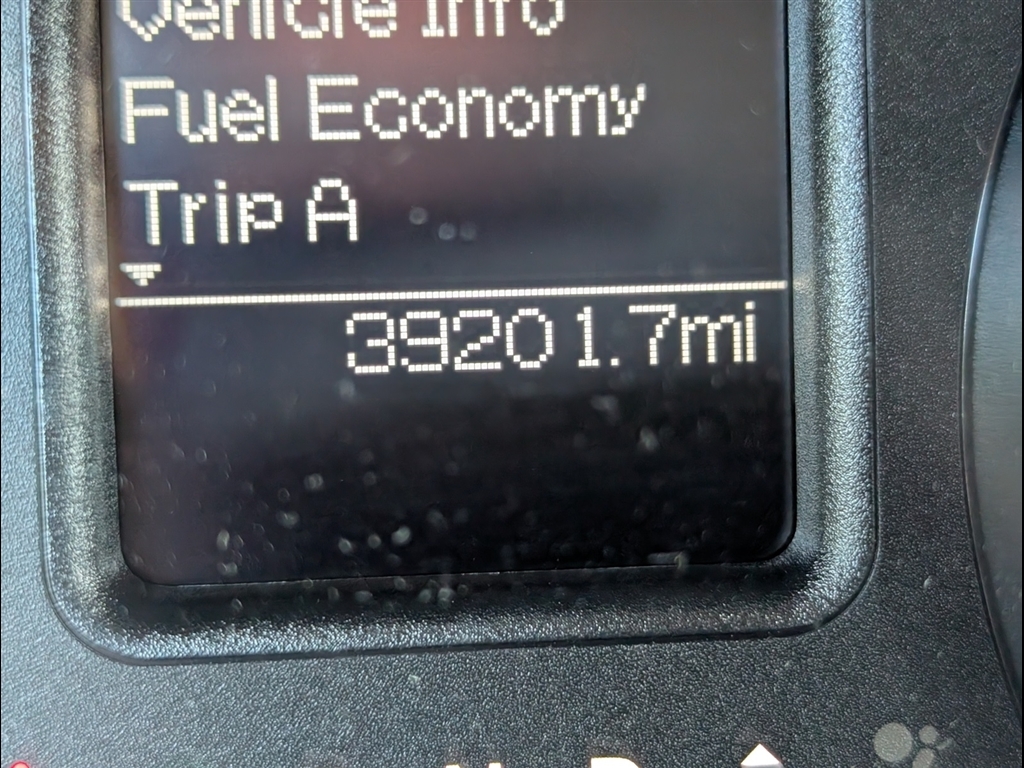 Vehicle Info
Fuel Economy
Trip A
39201.7mi